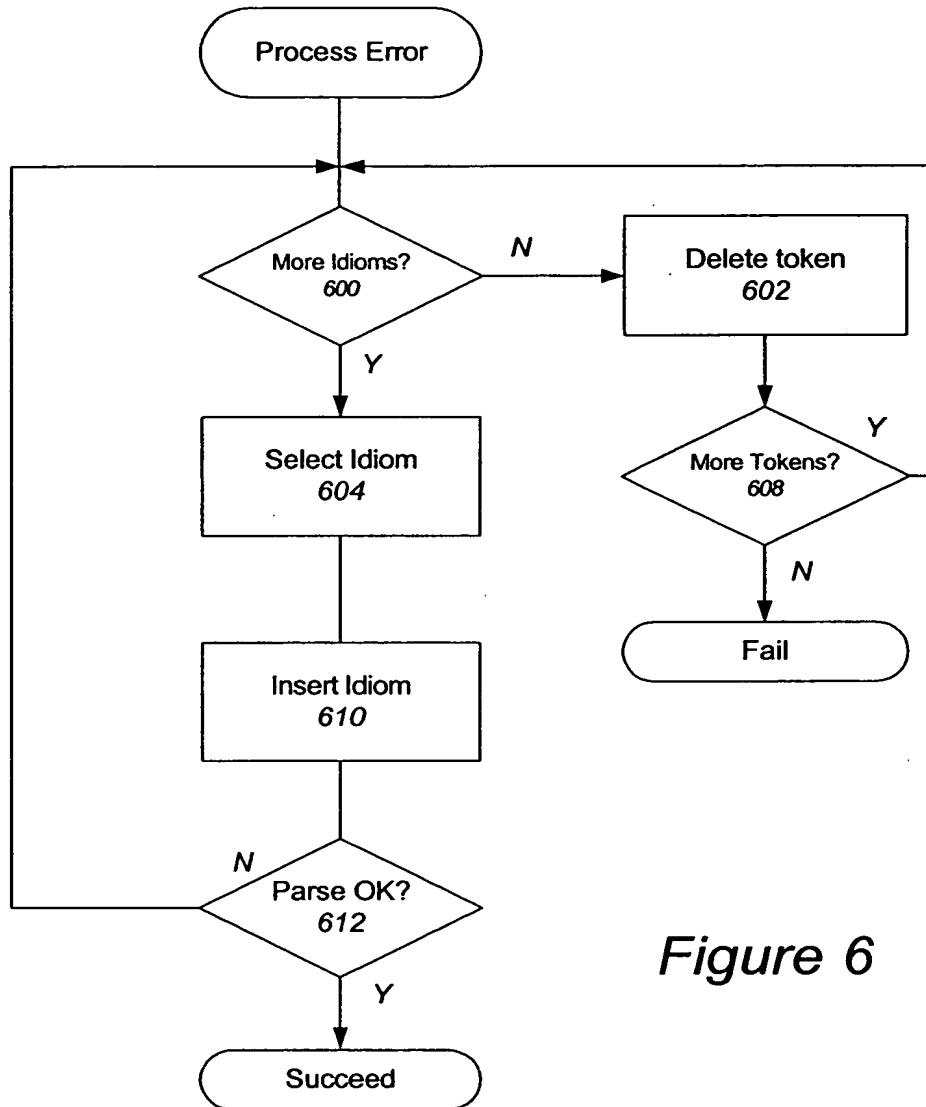 Process Error
More Idioms?
600
N
Delete token
602
Y
Y
Select Idiom
604
More Tokens?
608
N
Fail
Insert Idiom
610
N
Parse OK?
612
Figure 6
Y
Succeed